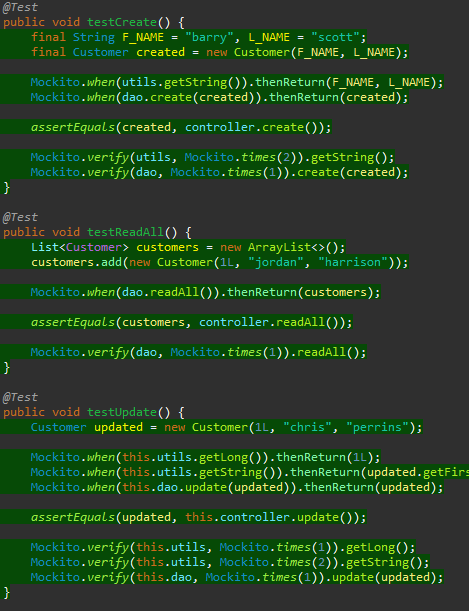 @Test
public void testCreate() {
    final String F_NAME = "barry", L_NAME = "scott";
    final Customer created = new Customer(F_NAME, L_NAME);
    Mockito.when(utils.getString()).thenReturn(F_NAME, L_NAME);
    Mockito.when(dao.create(created)).thenReturn(created);
    assertEquals(created, controller.create());
    Mockito.verify(utils, Mockito.times(2)).getString();
    Mockito.verify(dao, Mockito.times(1)).create(created);
}
@Test
public void testReadAll() {
    List<Customer> customers = new ArrayList<>();
    customers.add(new Customer(1L, "jordan", "harrison"));
    Mockito.when(dao.readAll()).thenReturn(customers);
    assertEquals(customers, controller.readAll());
    Mockito.verify(dao, Mockito.times(1)).readAll();
}
@Test
public void testUpdate() {
    Customer updated = new Customer(1L, "chris", "perrins");
    Mockito.when(this.utils.getLong()).thenReturn(1L);
    Mockito.when(this.utils.getString()).thenReturn(updated.getFirs
    Mockito.when(this.dao.update(updated)).thenReturn(updated);
    assertEquals(updated, this.controller.update());
    Mockito.verify(this.utils, Mockito.times(1)).getLong();
    Mockito.verify(this.utils, Mockito.times(2)).getString();
    Mockito.verify(this.dao, Mockito.times(1)).update(updated);
}